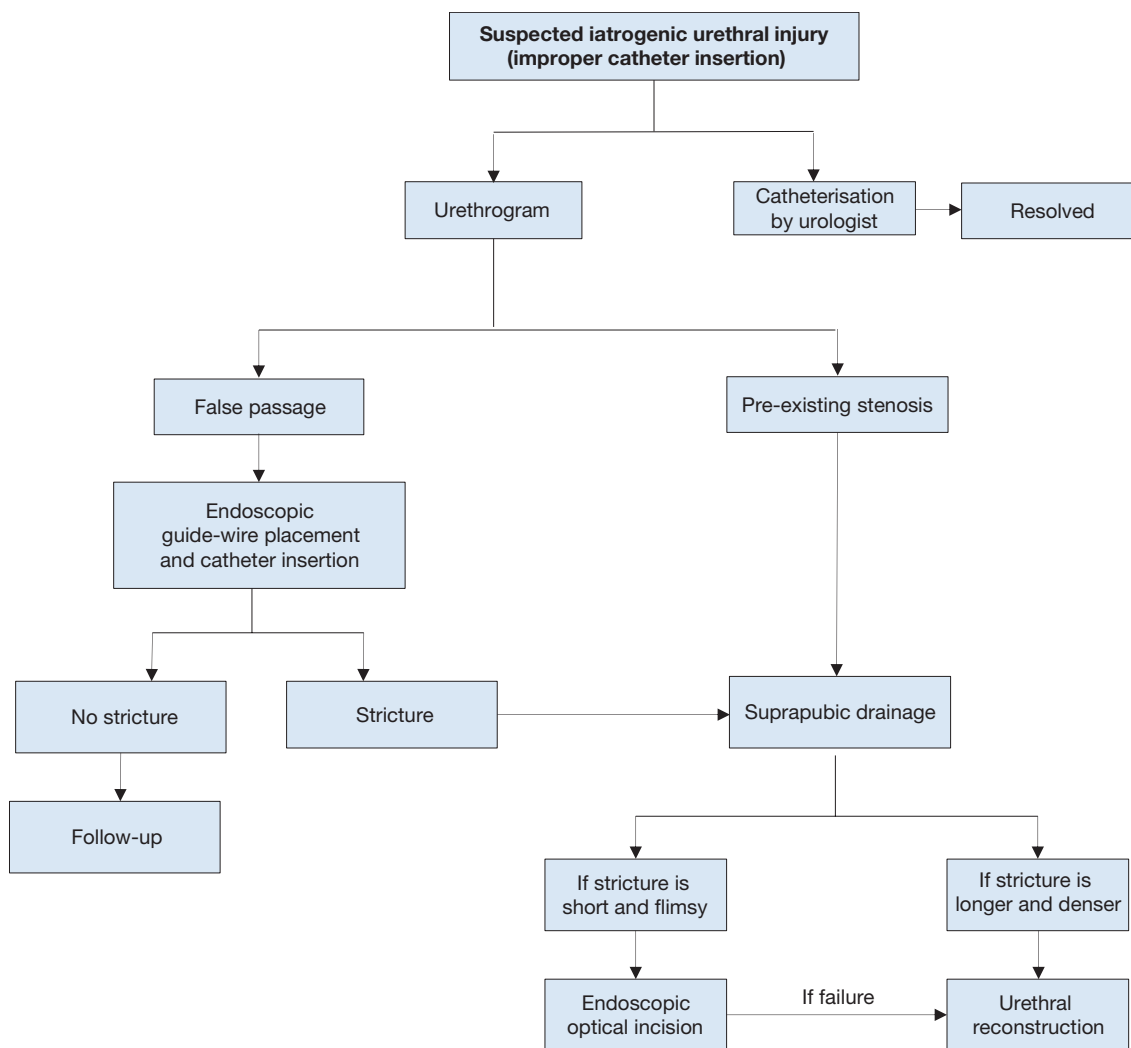 Suspected iatrogenic urethral injury
(improper catheter insertion)
Urethrogram
Catheterisation
by urologist
Resolved
False passage
Pre-existing stenosis
Endoscopic
guide-wire placement
and catheter insertion
No stricture
Stricture
Suprapubic drainage
Follow-up
If stricture is
short and flimsy
If stricture is
longer and denser
Endoscopic
optical incision
If failure
Urethral
reconstruction